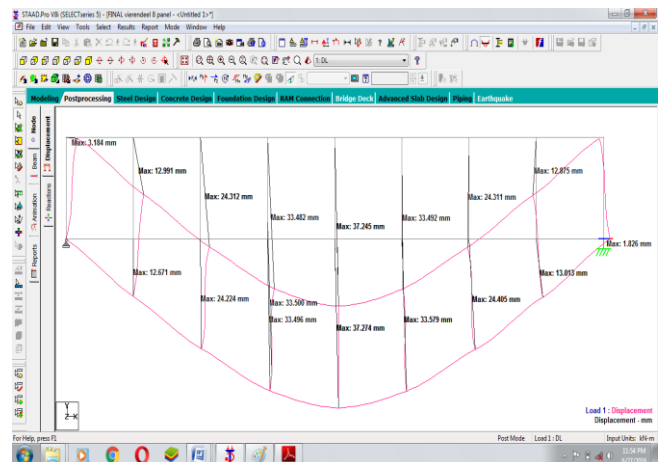 STAAD.Pro V8i (SELECTseries 5) - [FINAL vierendeel 8 panel - <Untitled 1>*]
File Edit View Tools Select Results Report Mode Window Help
1: DL
Modeling Postprocessing Steel Design Concrete Design Foundation Design RAM Connection Bridge Deck Advanced Slab Design Piping Earthquake
Mode
Displacement
Beam
Reactions
Animation
Reports
Max: 3.184 mm
Max: 12.991 mm
Max: 24.312 mm
Max: 33.482 mm
Max: 37.245 mm
Max: 33.492 mm
Max: 24.311 mm
Max: 12.875 mm
Max: 1.826 mm
Max: 12.671 mm
Max: 24.224 mm
Max: 33.500 mm
Max: 33.496 mm
Max: 37.274 mm
Max: 33.579 mm
Max: 24.405 mm
Max: 13.013 mm
Y
Z X
Load 1 : Displacement
Displacement - mm
For Help, press F1
Post Mode Load 1 : DL Input Units: kN-m
11:54 PM